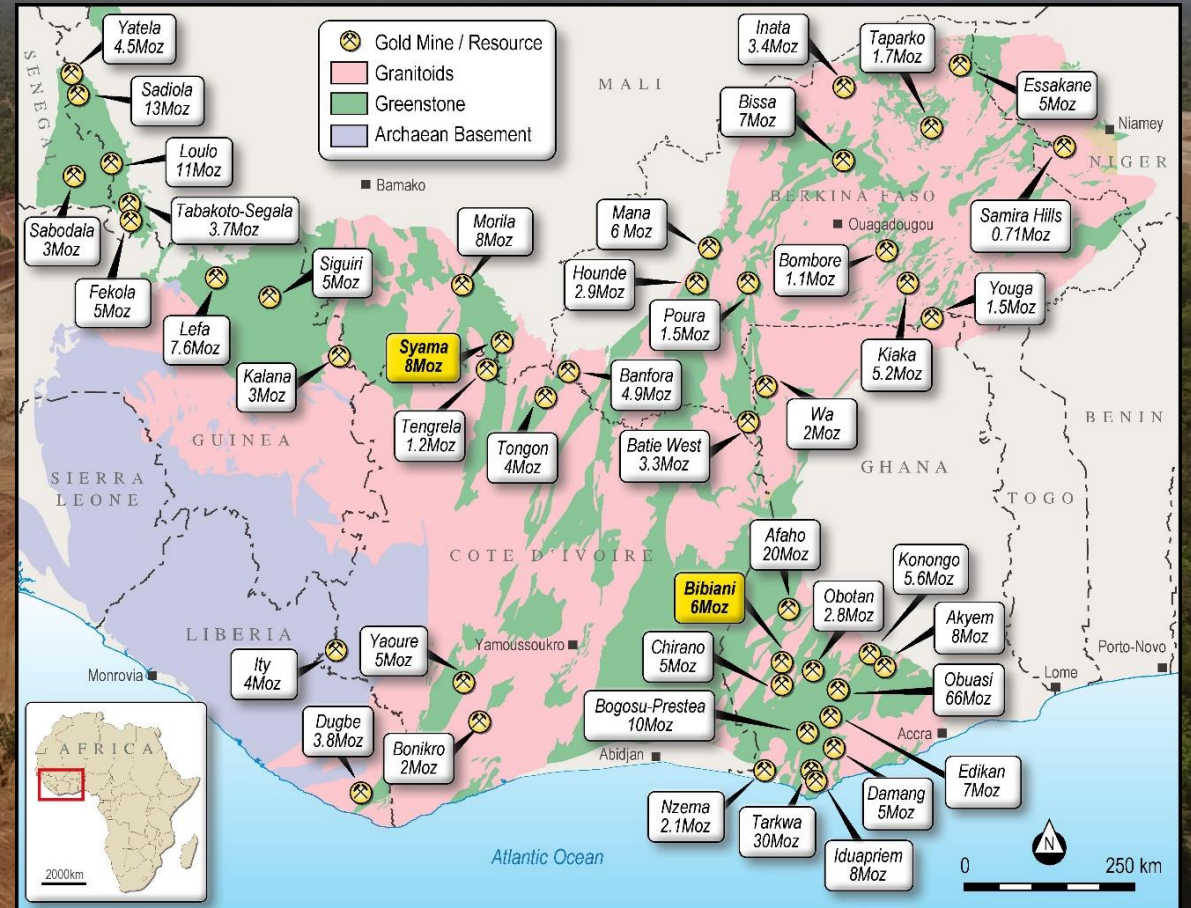 Yatela
4.5Moz
Sadiola
13Moz
Loulo
11Moz
Sabodala
3Moz
Tabakoto-Segala
3.7Moz
Fekola
5Moz
Lefa
7.6Moz
Siguiri
5Moz
Kalana
3Moz
Morila
8Moz
Syama
8Moz
Tengrela
1.2Moz
Tongon
4Moz
Banfora
4.9Moz
Gold Mine / Resource
Granitoids
Greenstone
Archaean Basement
Inata
3.4Moz
Taparko
1.7Moz
Essakane
5Moz
Bissa
7Moz
Samira Hills
0.71Moz
Mana
6 Moz
Hounde
2.9Moz
Poura
1.5Moz
Bombore
1.1Moz
Youga
1.5Moz
Kiaka
5.2Moz
Wa
2Moz
Batie West
3.3Moz
SENEGAL
MALI
NIGER
BERKINA FASO
BENIN
GHANA
TOGO
GUINEA
SIERRA
LEONE
LIBERIA
COTE D'IVOIRE
Bamako
Niamey
Ouagadougou
Yamoussoukro
Monrovia
Abidjan
Accra
Lome
Porto-Novo
Afaho
20Moz
Bibiani
6Moz
Obotan
2.8Moz
Konongo
5.6Moz
Akyem
8Moz
Chirano
5Moz
Obuasi
66Moz
Bogosu-Prestea
10Moz
Edikan
7Moz
Damang
5Moz
Nzema
2.1Moz
Tarkwa
30Moz
Iduapriem
8Moz
Ity
4Moz
Yaoure
5Moz
Dugbe
3.8Moz
Bonikro
2Moz
AFRICA
2000km
Atlantic Ocean
N
0 250 km